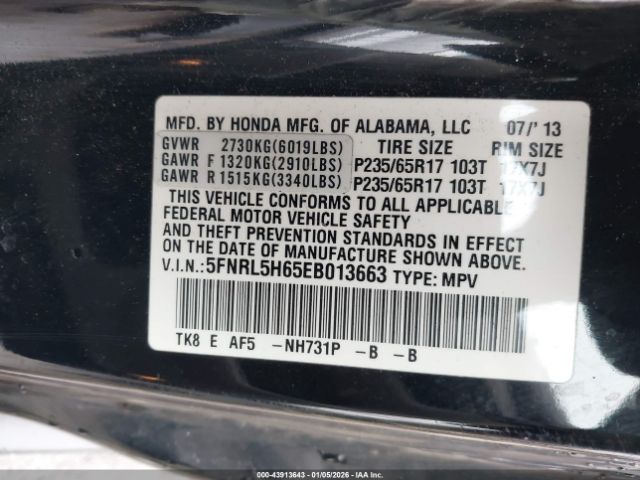 MFD. BY HONDA MFG. OF ALABAMA, LLC 07/' 13
GVWR 2730KG(6019LBS) TIRE SIZE RIM SIZE
GAWR F 1320KG(2910LBS) P235/65R17 103T 17X7J
GAWR R 1515KG(3340LBS) P235/65R17 103T 17X7J
THIS VEHICLE CONFORMS TO ALL APPLICABLE
FEDERAL MOTOR VEHICLE SAFETY
AND THEFT PREVENTION STANDARDS IN EFFECT
ON THE DATE OF MANUFACTURE SHOWN ABOVE.
V.I.N.:5FNRL5H65EB013663 TYPE: MPV
TK8 E AF5 -NH731P -B -B
000-43913643 - 01/05/2026 - IAAI